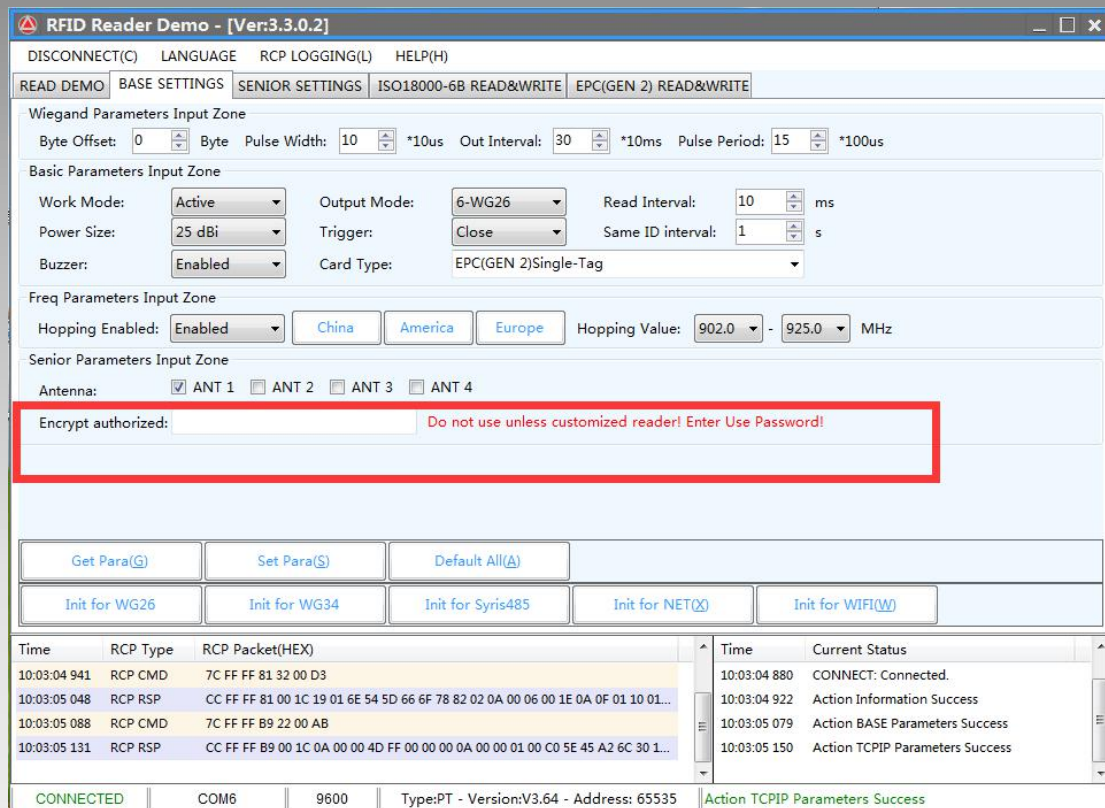 RFID Reader Demo - [Ver:3.3.0.2]
DISCONNECT(C) LANGUAGE RCP LOGGING(L) HELP(H)
READ DEMO BASE SETTINGS SENIOR SETTINGS ISO18000-6B READ&WRITE EPC(GEN 2) READ&WRITE
Wiegand Parameters Input Zone
Byte Offset: 0 Byte Pulse Width: 10 *10us Out Interval: 30 *10ms Pulse Period: 15 *100us
Basic Parameters Input Zone
Work Mode: Active Output Mode: 6-WG26 Read Interval: 10 ms
Power Size: 25 dBi Trigger: Close Same ID interval: 1 s
Buzzer: Enabled Card Type: EPC(GEN 2)Single-Tag
Freq Parameters Input Zone
Hopping Enabled: Enabled China America Europe Hopping Value: 902.0 - 925.0 MHz
Senior Parameters Input Zone
Antenna: ANT 1 ANT 2 ANT 3 ANT 4
Encrypt authorized: Do not use unless customized reader! Enter Use Password!
Get Para(G) Set Para(S) Default All(A)
Init for WG26 Init for WG34 Init for Syris485 Init for NET(X) Init for WIFI(W)
Time RCP Type RCP Packet(HEX) Time Current Status
10:03:04 941 RCP CMD 7C FF FF 81 32 00 D3 10:03:04 880 CONNECT: Connected.
10:03:05 048 RCP RSP CC FF FF 81 00 1C 19 01 6E 54 5D 66 6F 78 82 02 0A 00 06 00 1E 0A 0F 01 10 01... 10:03:04 922 Action Information Success
10:03:05 088 RCP CMD 7C FF FF B9 22 00 AB 10:03:05 079 Action BASE Parameters Success
10:03:05 131 RCP RSP CC FF FF B9 00 1C 0A 00 00 4D FF 00 00 00 0A 00 00 01 00 C0 5E 45 A2 6C 30 1... 10:03:05 150 Action TCPIP Parameters Success
CONNECTED COM6 9600 Type:PT - Version:V3.64 - Address: 65535 Action TCPIP Parameters Success